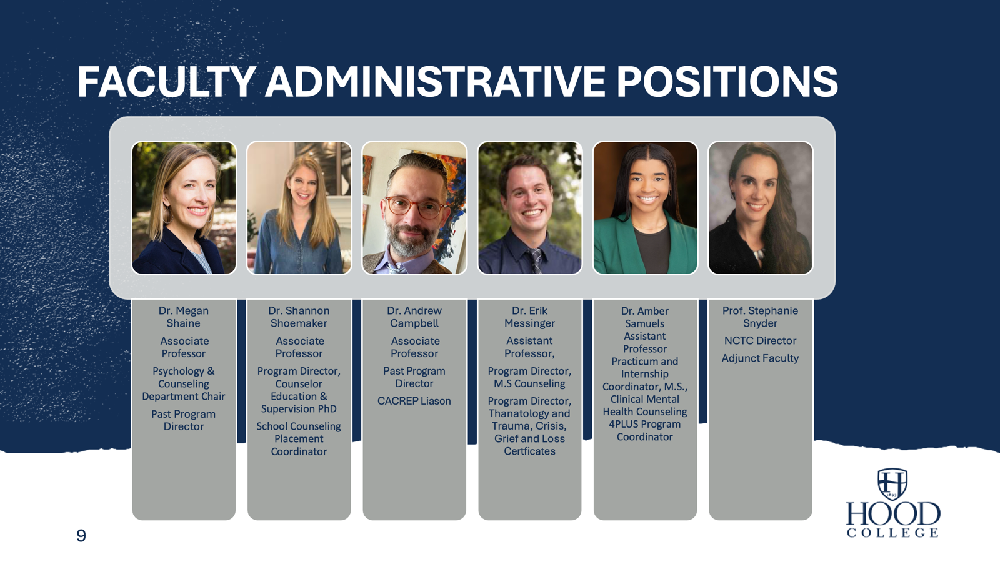 FACULTY ADMINISTRATIVE POSITIONS
Dr. Megan
Shaine
Associate
Professor
Psychology &
Counseling
Department Chair
Past Program
Director
Dr. Shannon
Shoemaker
Associate
Professor
Program Director,
Counselor
Education &
Supervision PhD
School Counseling
Placement
Coordinator
Dr. Andrew
Campbell
Associate
Professor
Past Program
Director
CACREP Liason
Dr. Erik
Messinger
Assistant
Professor,
Program Director,
M.S Counseling
Program Director,
Thanatology and
Trauma, Crisis,
Grief and Loss
Certficates
Dr. Amber
Samuels
Assistant
Professor
Practicum and
Internship
Coordinator, M.S.,
Clinical Mental
Health Counseling
4PLUS Program
Coordinator
Prof. Stephanie
Snyder
NCTC Director
Adjunct Faculty
9
H
1893
HOOD
COLLEGE